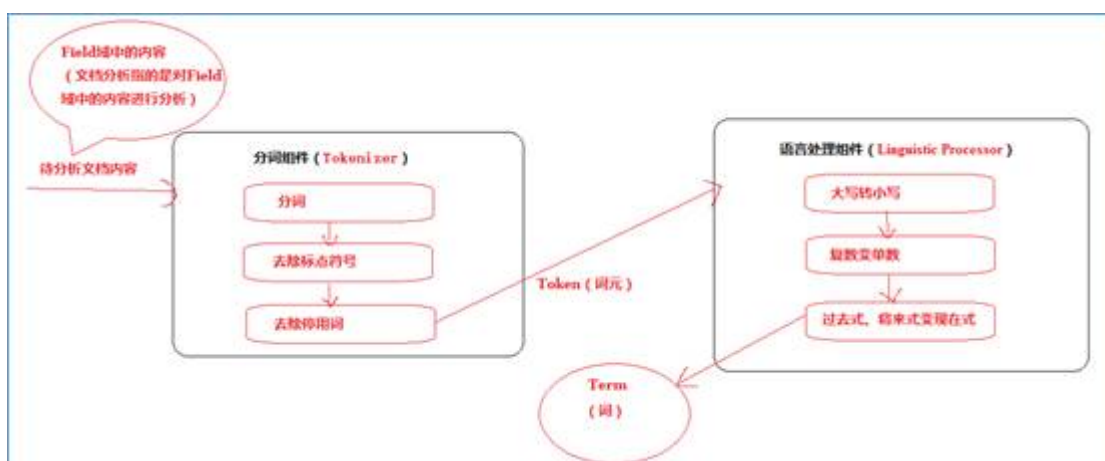 Field域中的内容
（文档分析指的是对Field
域中的内容进行分析）
待分析文档内容
分词组件（Tokenizer）
分词
去除标点符号
去除停用词
Token（词元）
语言处理组件（Linguistic Processor）
大写转小写
复数变单数
过去式、将来式变现在式
Term
（词）